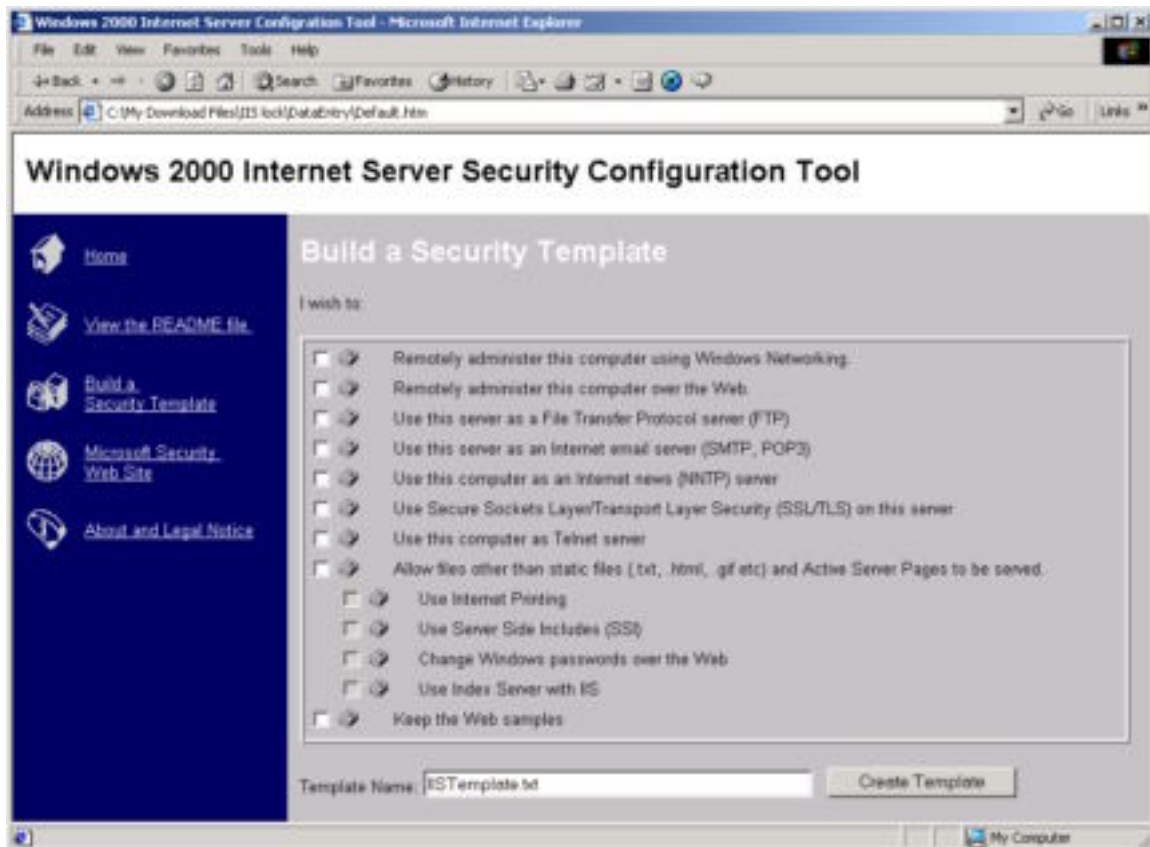 Windows 2000 Internet Server Configration Tool - Microsoft Internet Explorer
File Edit View Favorites Tools Help
Back Search Favorites History
Address C:\My Download Files\IIS lock\DataEntry\Default.htm Go Links »
Windows 2000 Internet Server Security Configuration Tool
Home
View the README file.
Build a
Security Template
Microsoft Security
Web Site
About and Legal Notice
Build a Security Template
I wish to:
Remotely administer this computer using Windows Networking.
Remotely administer this computer over the Web
Use this server as a File Transfer Protocol server (FTP)
Use this server as an Internet email server (SMTP, POP3)
Use this computer as an Internet news (NNTP) server
Use Secure Sockets Layer/Transport Layer Security (SSL/TLS) on this server
Use this computer as Telnet server
Allow files other than static files (.txt, .html, .gif etc) and Active Server Pages to be served.
Use Internet Printing
Use Server Side Includes (SSI)
Change Windows passwords over the Web
Use Index Server with IIS
Keep the Web samples
Template Name: IISTemplate.txt Create Template
My Computer